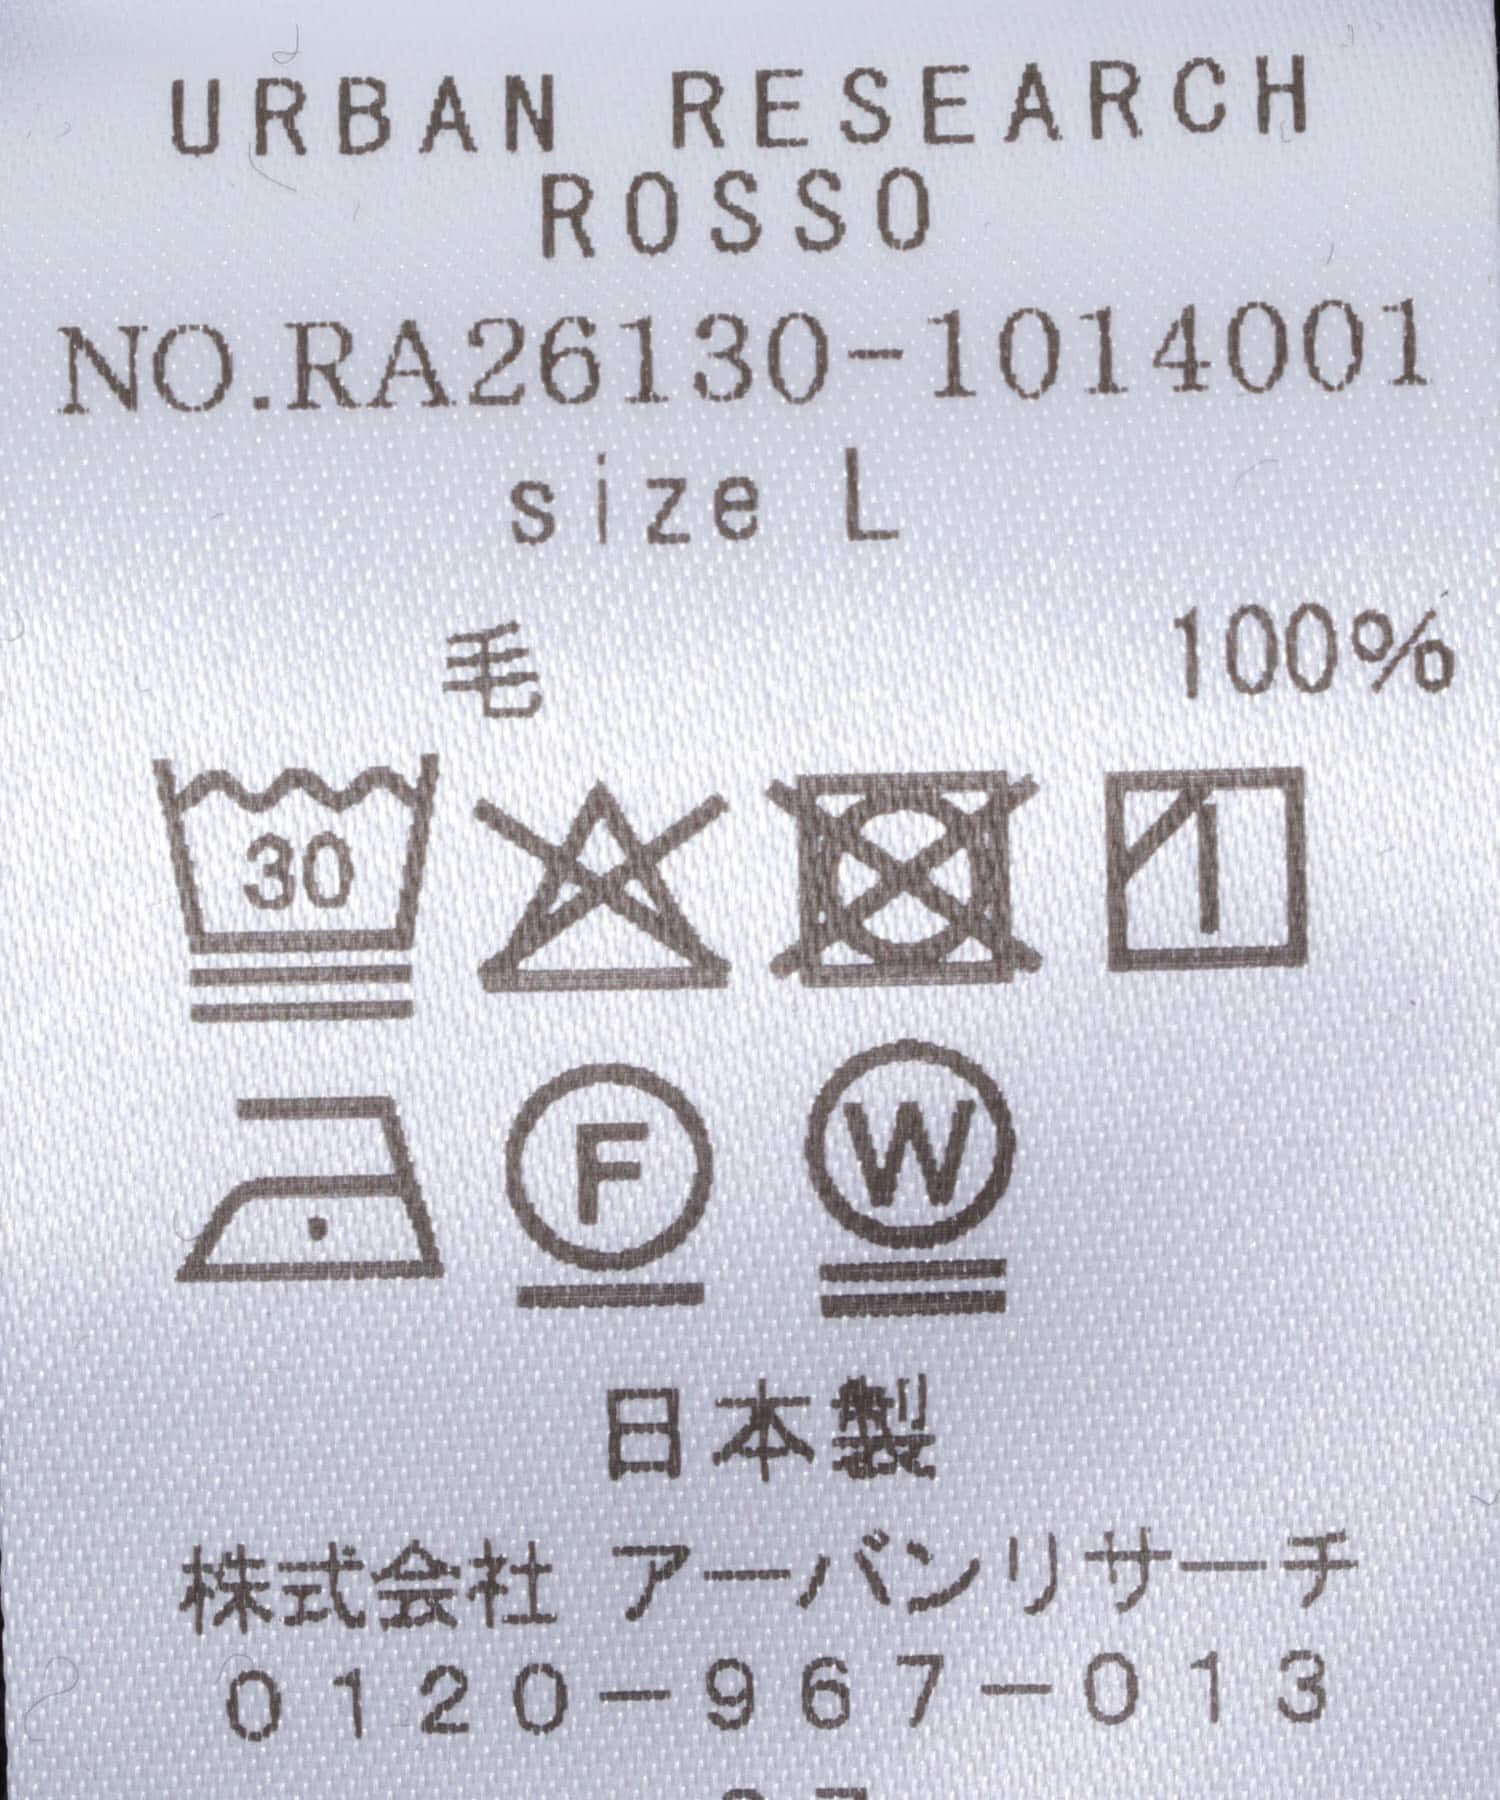 URBAN RESEARCH
ROSSO
NO.RA26130-1014001
size L
毛 100%
30
F W
日本製
株式会社 アーバンリサーチ
0120-967-013